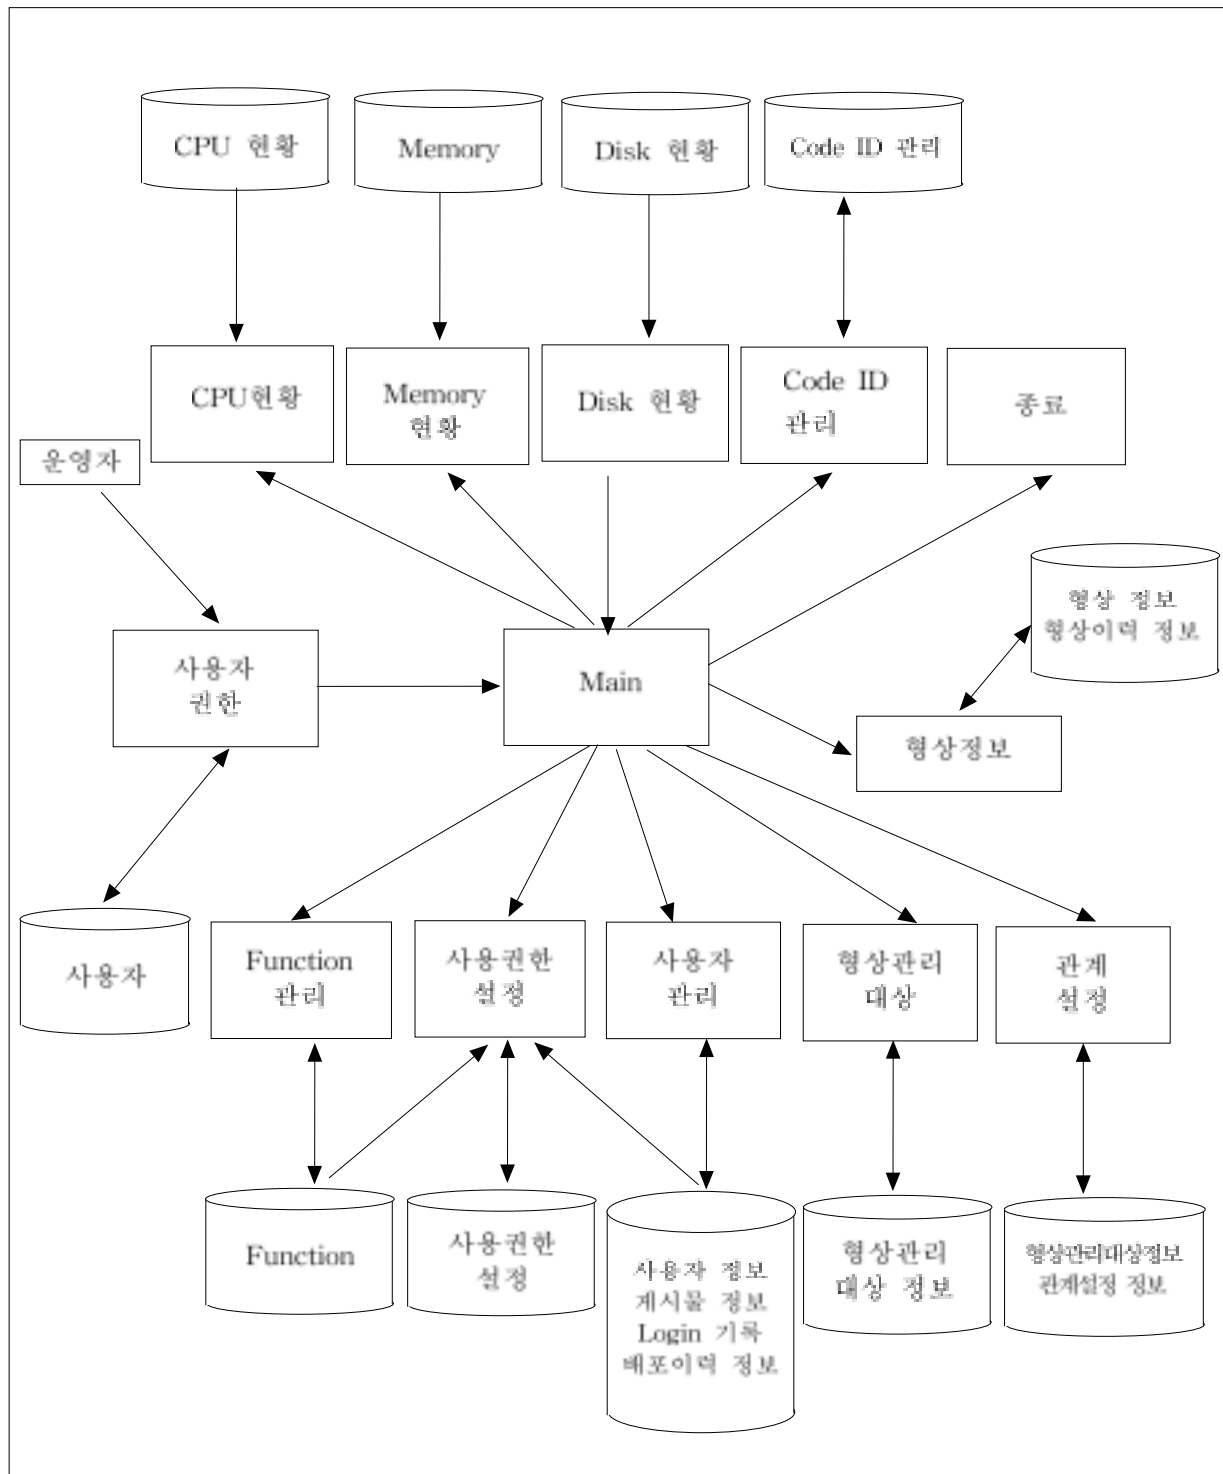 CPU 현황
Memory
Disk 현황
Code ID 관리
CPU현황
Memory
현황
Disk 현황
Code ID
관리
종료
운영자
형상 정보
형상이력 정보
사용자
권한
Main
형상정보
사용자
Function
관리
사용권한
설정
사용자
관리
형상관리
대상
관계
설정
Function
사용권한
설정
사용자 정보
게시물 정보
Login 기록
배포이력 정보
형상관리
대상 정보
형상관리대상정보
관계설정 정보